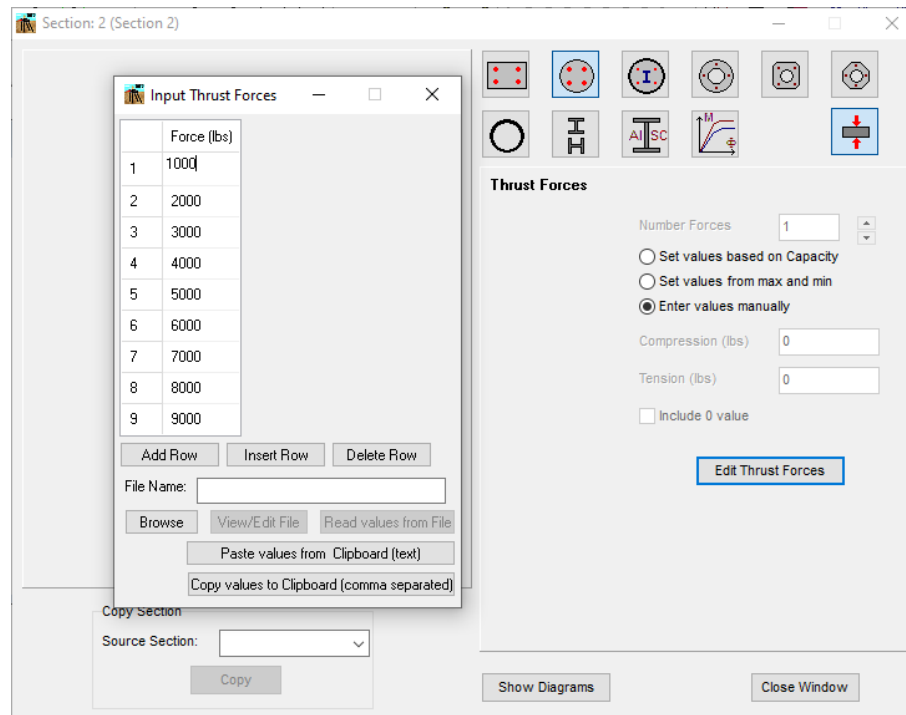 Section: 2 (Section 2)
Input Thrust Forces
Force (lbs)
1 1000
2 2000
3 3000
4 4000
5 5000
6 6000
7 7000
8 8000
9 9000
Add Row Insert Row Delete Row
File Name:
Browse View/Edit File Read values from File
Paste values from Clipboard (text)
Copy values to Clipboard (comma separated)
Copy Section
Source Section:
Copy
I
I H AISC M Φ
Thrust Forces
Number Forces 1
Set values based on Capacity
Set values from max and min
Enter values manually
Compression (lbs) 0
Tension (lbs) 0
Include 0 value
Edit Thrust Forces
Show Diagrams Close Window